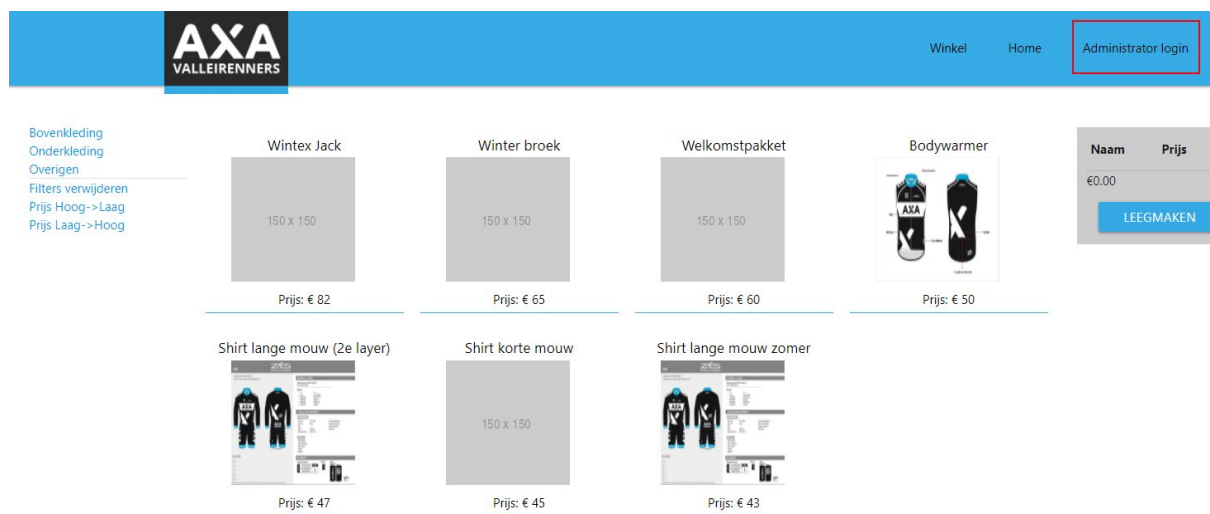 AXA
VALLEIRENNERS
Winkel Home Administrator login
Bovenkleding
Onderkleding
Overigen
Filters verwijderen
Prijs Hoog->Laag
Prijs Laag->Hoog
Wintex Jack Winter broek Welkomstpakket Bodywarmer
150 x 150 150 x 150 150 x 150
AXA
Prijs: € 82 Prijs: € 65 Prijs: € 60 Prijs: € 50
Shirt lange mouw (2e layer) Shirt korte mouw Shirt lange mouw zomer
150 x 150
AXA AXA
Prijs: € 47 Prijs: € 45 Prijs: € 43
Naam Prijs
€0.00
LEEGMAKEN